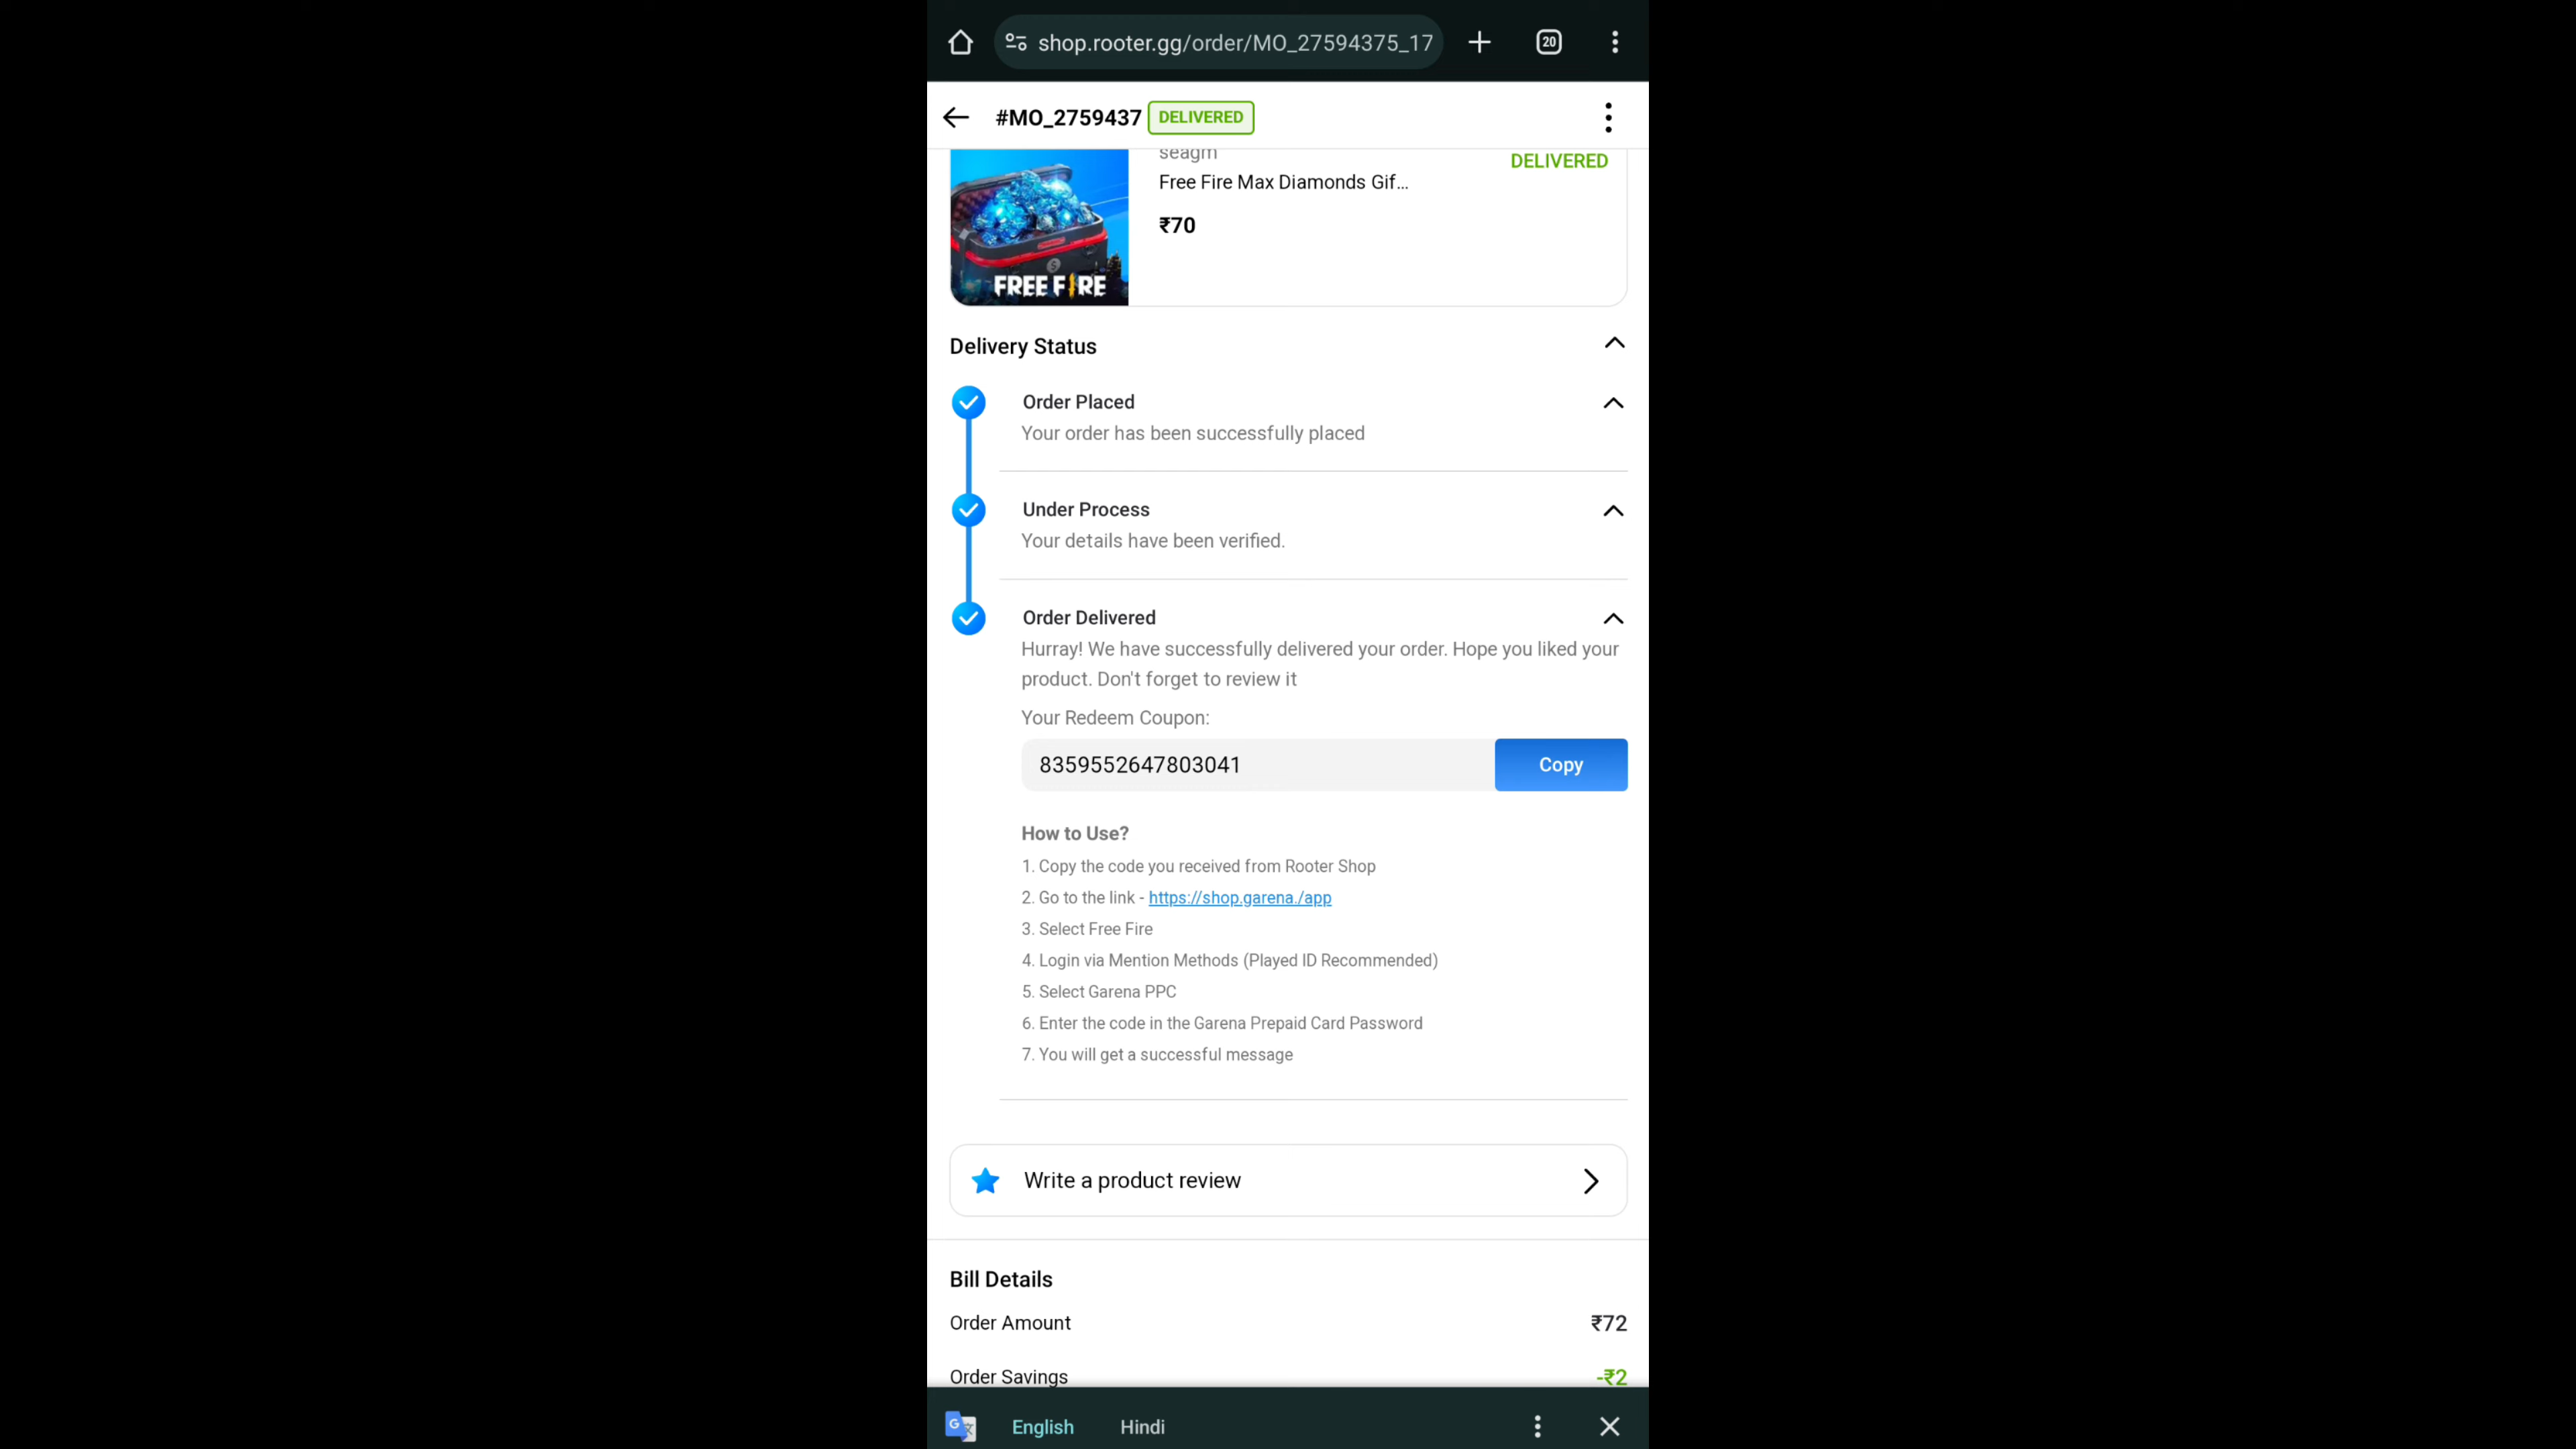 shop.rooter.gg/order/MO_27594375_17
20
#MO_2759437 DELIVERED
seagm
DELIVERED
Free Fire Max Diamonds Gif...
₹70
FREE FIRE
Delivery Status
Order Placed
Your order has been successfully placed
Under Process
Your details have been verified.
Order Delivered
Hurray! We have successfully delivered your order. Hope you liked your
product. Don't forget to review it
Your Redeem Coupon:
8359552647803041
Copy
How to Use?
1. Copy the code you received from Rooter Shop
2. Go to the link - https://shop.garena./app
3. Select Free Fire
4. Login via Mention Methods (Played ID Recommended)
5. Select Garena PPC
6. Enter the code in the Garena Prepaid Card Password
7. You will get a successful message
Write a product review
Bill Details
Order Amount ₹72
Order Savings -₹2
English Hindi